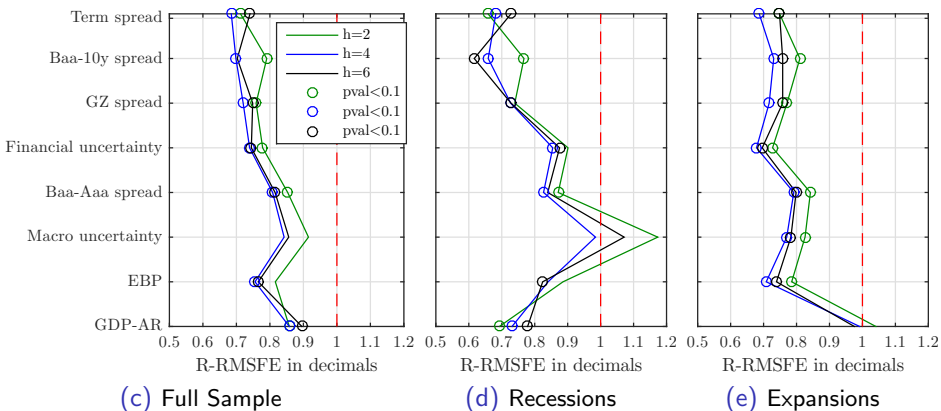 Term spread
Baa-10y spread
GZ spread
Financial uncertainty
Baa-Aaa spread
Macro uncertainty
EBP
GDP-AR
h=2
h=4
h=6
pval<0.1
pval<0.1
pval<0.1
0.5 0.6 0.7 0.8 0.9 1 1.1 1.2
R-RMSFE in decimals
(c) Full Sample
0.5 0.6 0.7 0.8 0.9 1 1.1 1.2
R-RMSFE in decimals
(d) Recessions
0.5 0.6 0.7 0.8 0.9 1 1.1 1.2
R-RMSFE in decimals
(e) Expansions